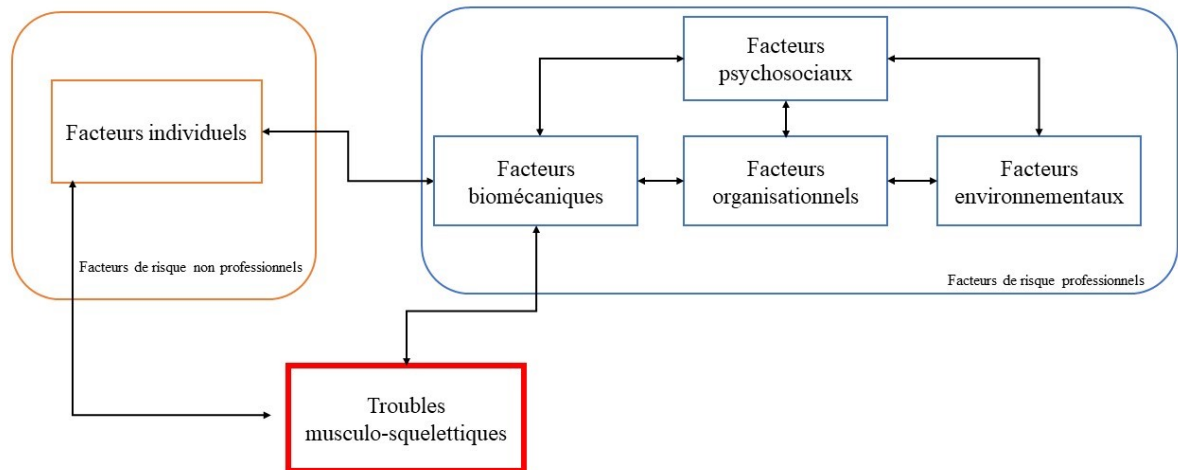 Facteurs
psychosociaux
Facteurs individuels
Facteurs
biomécaniques
Facteurs
organisationnels
Facteurs
environnementaux
Facteurs de risque non professionnels
Facteurs de risque professionnels
Troubles
musculo-squelettiques